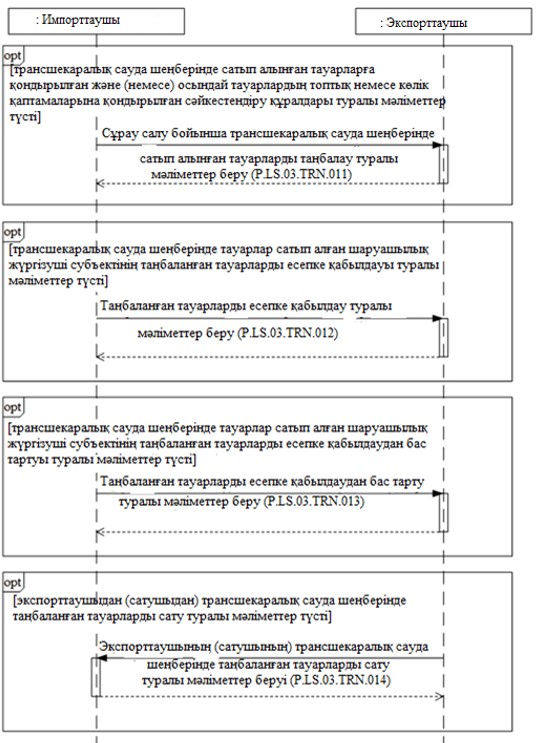 : Импорттаушы
: Экспорттаушы
opt
[трансшекаралық сауда шеңберінде сатып алынған тауарларға
қондырылған және (немесе) осындай тауарлардың топтық немесе көлік
қаптамаларына қондырылған сәйкестендіру құралдары туралы мәліметтер
түсті]
Сұрау салу бойынша трансшекаралық сауда шеңберінде
сатып алынған тауарларды таңбалау туралы
мәліметтер беру (P.LS.03.TRN.011)
opt
[трансшекаралық сауда шеңберінде тауарлар сатып алған шаруашылық
жүргізуші субъектінің таңбаланған тауарларды есепке қабылдауы туралы
мәліметтер түсті]
Таңбаланған тауарларды есепке қабылдау туралы
мәліметтер беру (P.LS.03.TRN.012)
opt
[трансшекаралық сауда шеңберінде тауарлар сатып алған шаруашылық
жүргізуші субъектінің таңбаланған тауарларды есепке қабылдаудан бас
тартуы туралы мәліметтер түсті]
Таңбаланған тауарларды есепке қабылдаудан бас тарту
туралы мәліметтер беру (P.LS.03.TRN.013)
opt
[экспорттаушыдан (сатушыдан) трансшекаралық сауда шеңберінде
таңбаланған тауарларды сату туралы мәліметтер түсті]
Экспорттаушының (сатушының) трансшекаралық сауда
шеңберінде таңбаланған тауарларды сату
туралы мәліметтер беруі (P.LS.03.TRN.014)